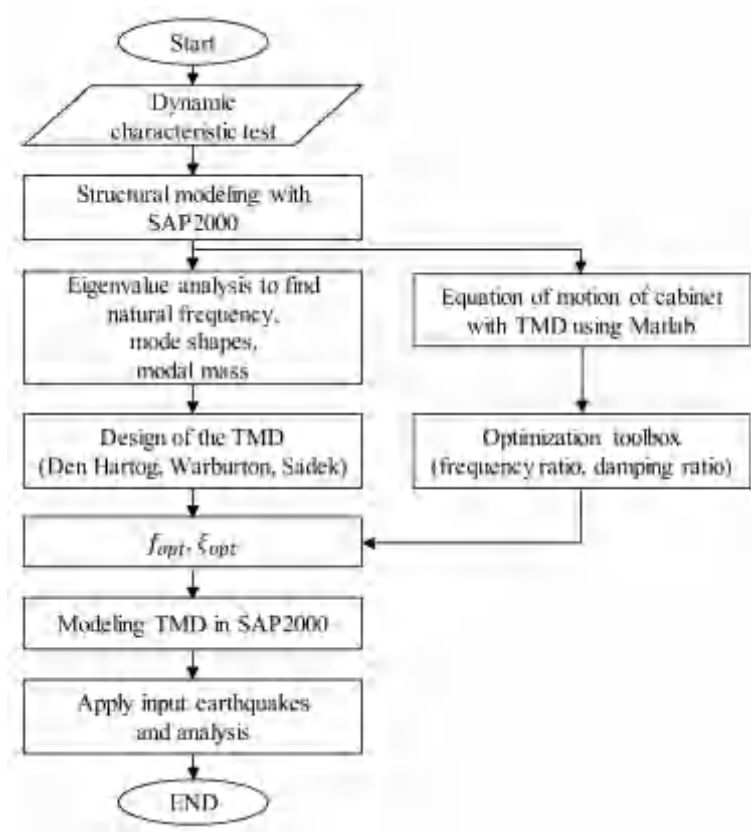 Start
Dynamic
characteristic test
Structural modeling with
SAP2000
Eigenvalue analysis to find
natural frequency,
mode shapes,
modal mass
Equation of motion of cabinet
with TMD using Matlab
Design of the TMD
(Den Hartog, Warburton, Sadek)
Optimization toolbox
(frequency ratio, damping ratio)
fopt, ξopt
Modeling TMD in SAP2000
Apply input earthquakes
and analysis
END